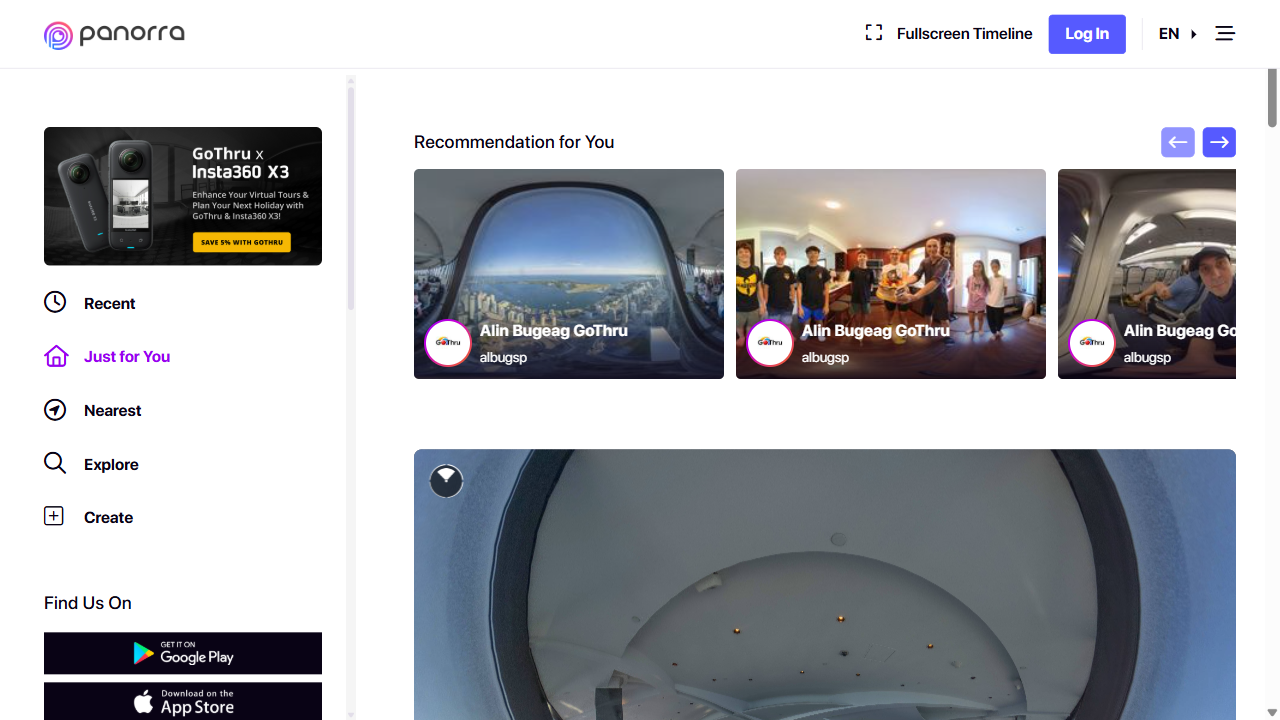 panorra
Fullscreen Timeline
Log In
EN
GoThru x
Insta360 X3
Enhance Your Virtual Tours &
Plan Your Next Holiday with
GoThru & Insta360 X3!
SAVE 5% WITH GOTHRU
Recent
Just for You
Nearest
Explore
Create
Find Us On
GET IT ON
Google Play
Download on the
App Store
Recommendation for You
GoThru
Alin Bugeag GoThru
albugsp
GoThru
Alin Bugeag GoThru
albugsp
GoThru
Alin Bugeag Go
albugsp